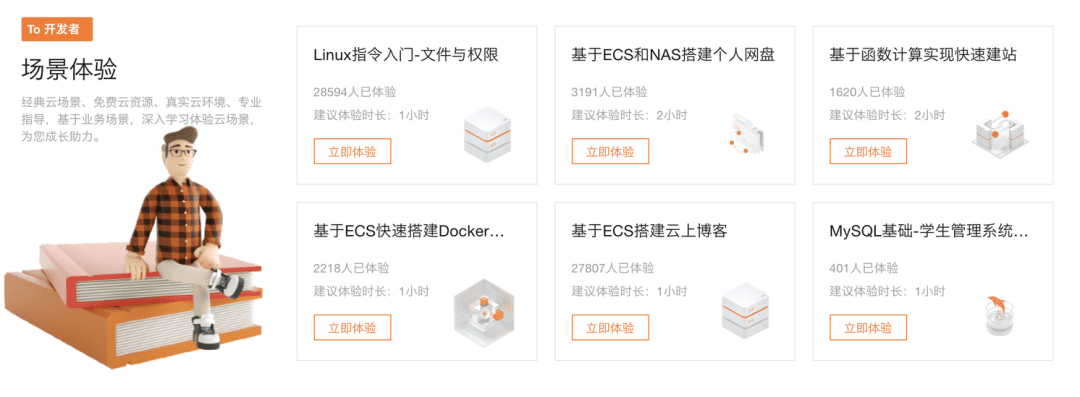 To 开发者
场景体验
经典云场景、免费云资源、真实云环境、专业
指导，基于业务场景，深入学习体验云场景，
为您成长助力。
Linux指令入门-文件与权限
28594人已体验
建议体验时长：1小时
立即体验
基于ECS和NAS搭建个人网盘
3191人已体验
建议体验时长：2小时
立即体验
基于函数计算实现快速建站
1620人已体验
建议体验时长：2小时
立即体验
基于ECS快速搭建Docker…
2218人已体验
建议体验时长：1小时
立即体验
基于ECS搭建云上博客
27807人已体验
建议体验时长：1小时
立即体验
MySQL基础-学生管理系统…
401人已体验
建议体验时长：1小时
立即体验